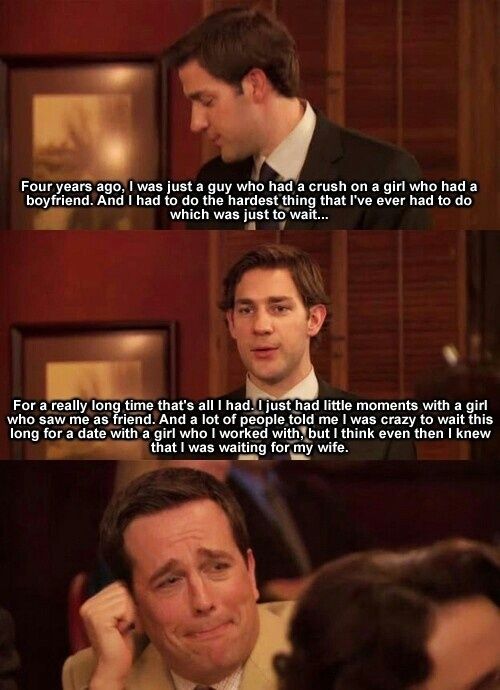 Four years ago, I was just a guy who had a crush on a girl who had a
boyfriend. And I had to do the hardest thing that I've ever had to do
which was just to wait...
For a really long time that's all I had. I just had little moments with a girl
who saw me as friend. And a lot of people told me I was crazy to wait this
long for a date with a girl who I worked with, but I think even then I knew
that I was waiting for my wife.